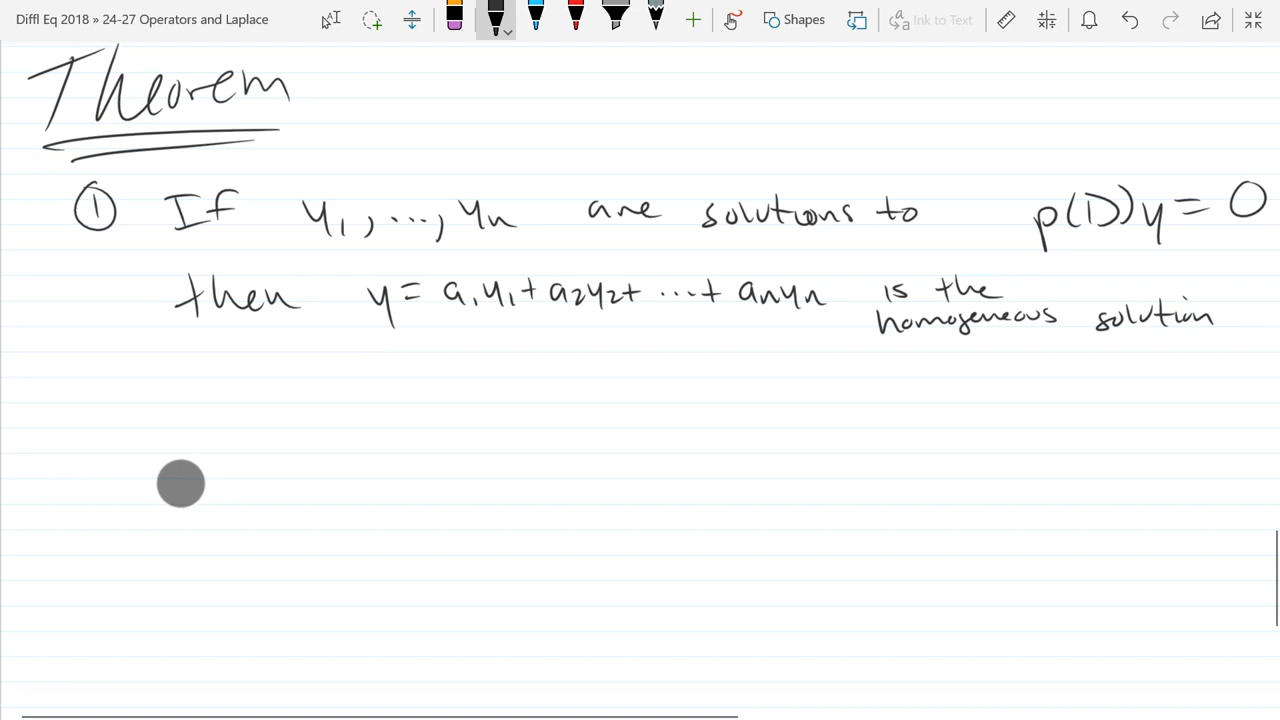 Diffl Eq 2018 » 24-27 Operators and Laplace
Shapes
Ink to Text
Theorem
① If y₁, ..., yₙ are solutions to p(D)y = 0
then y = a₁y₁ + a₂y₂ + ... + aₙyₙ is the
homogeneous solution